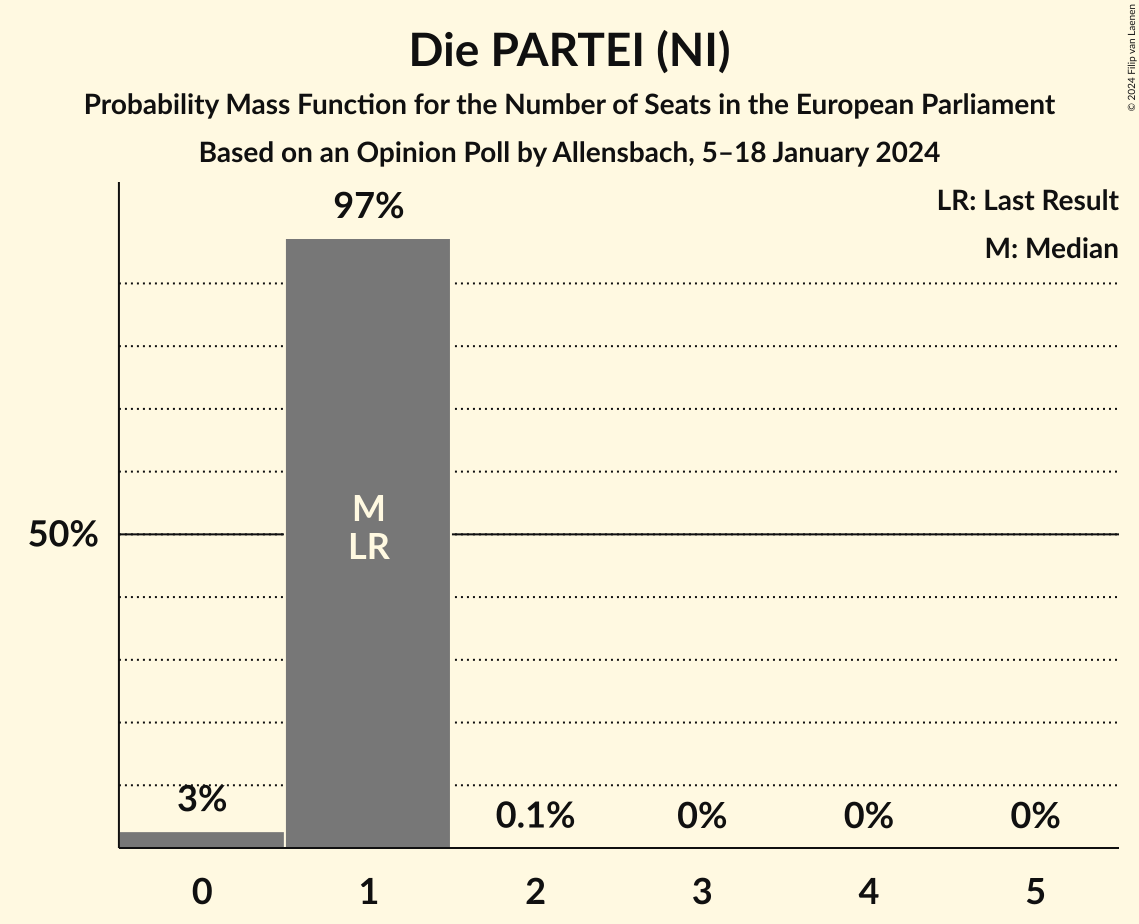 Die PARTEI (NI)
Probability Mass Function for the Number of Seats in the European Parliament
Based on an Opinion Poll by Allensbach, 5–18 January 2024
© 2024 Filip van Laenen
LR: Last Result
M: Median
97%
M
LR
50%
3%
0.1%
0%
0%
0%
0
1
2
3
4
5